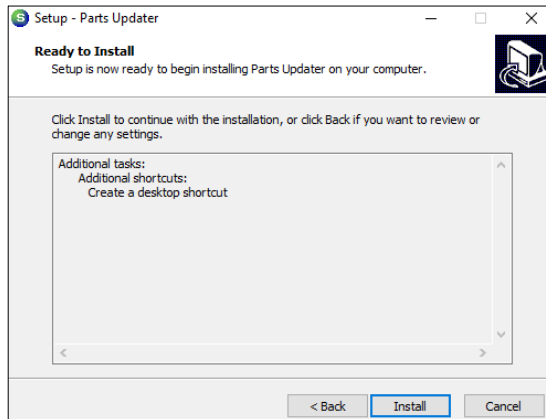 S Setup - Parts Updater
Ready to Install
Setup is now ready to begin installing Parts Updater on your computer.
Click Install to continue with the installation, or click Back if you want to review or
change any settings.
Additional tasks:
Additional shortcuts:
Create a desktop shortcut
< Back Install Cancel